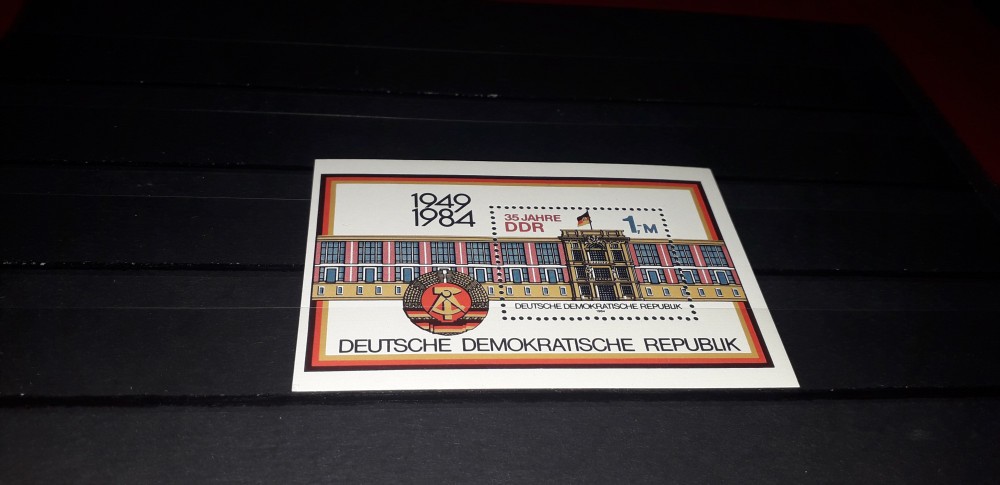 1949
1984
35 JAHRE
DDR
1,-M
DEUTSCHE DEMOKRATISCHE REPUBLIK
DEUTSCHE DEMOKRATISCHE REPUBLIK